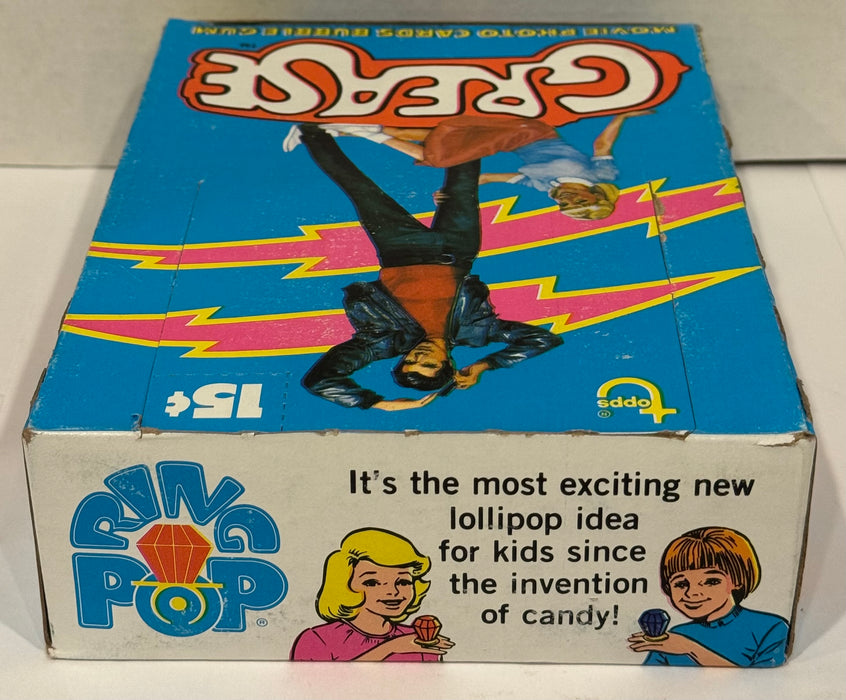 MOVIE PHOTO CARDS BUBBLE GUM
GREASE
™
15¢
topps
®
RING
POP
®
It's the most exciting new
lollipop idea
for kids since
the invention
of candy!